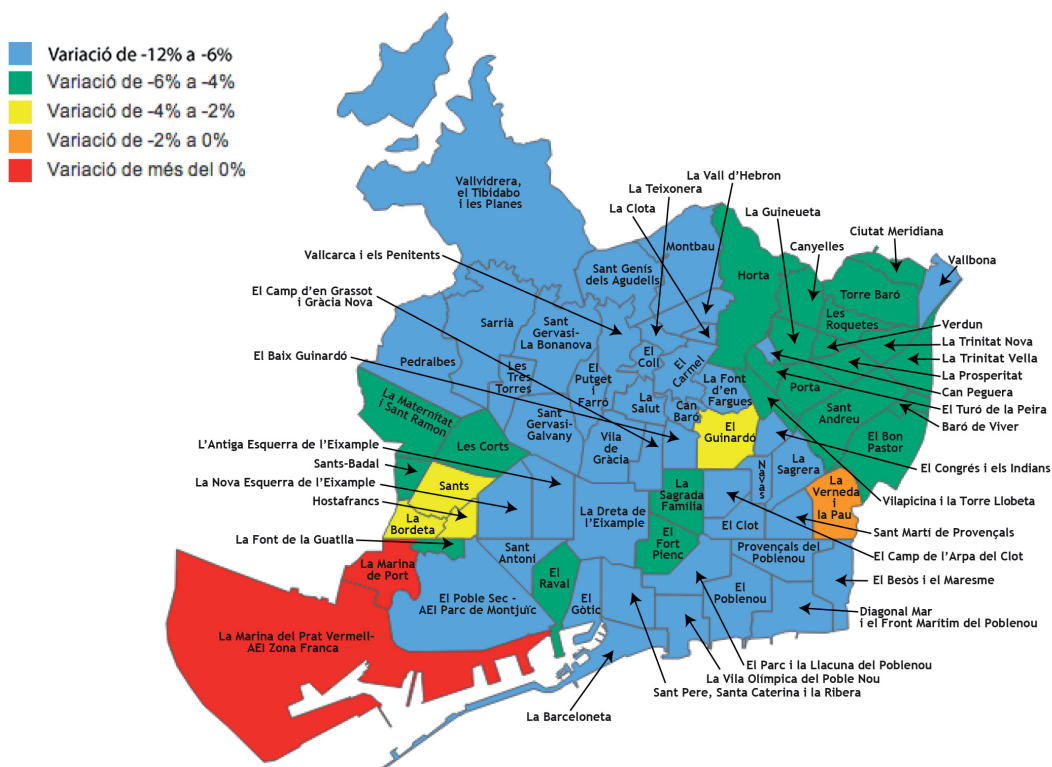 Variació de -12% a -6%
Variació de -6% a -4%
Variació de -4% a -2%
Variació de -2% a 0%
Variació de més del 0%
Vallvidrera,
el Tibidabo
i les Planes
La Vall d'Hebron
La Teixonera
La Clota
La Guineueta
Canyelles
Ciutat Meridiana
Vallbona
Montbau
Vallcarca i els Penitents
Sant Genís
dels Agudells
Horta
Torre Baró
El Camp d'en Grassot
i Gràcia Nova
Les
Roquetes
Sarrià
Sant
Gervasi-
La Bonanova
Verdun
La Trinitat Nova
La Trinitat Vella
La Prosperitat
Can Peguera
El Turó de la Peira
Baró de Viver
El Baix Guinardó
Pedralbes
Les
Tres
Torres
El
Putget
i
Farró
El
Coll
El
Carmel
La Font
d'en
Fargues
Porta
La Maternitat
i Sant Ramon
La
Salut
Can
Baró
Sant
Andreu
Sant
Gervasi-
Galvany
El
Guinardó
El Bon
Pastor
L'Antiga Esquerra de l'Eixample
Les Corts
Vila
de
Gràcia
La
Sagrera
El Congrés i els Indians
Sants-Badal
Navas
La Nova Esquerra de l'Eixample
Sants
La
Sagrada
Família
La
Verneda
i
la Pau
Vilapicina i la Torre Llobeta
Hostafrancs
La
Bordeta
La Dreta de
l'Eixample
El Clot
Sant Martí de Provençals
La Font de la Guatlla
Sant
Antoni
El
Fort
Pienc
Provençals del
Poblenou
El Camp de l'Arpa del Clot
La Marina
de Port
El
Raval
El Besòs i el Maresme
El Poble Sec -
AEI Parc de Montjuïc
El
Gòtic
El
Poblenou
Diagonal Mar
i el Front Marítim del Poblenou
La Marina del Prat Vermell-
AEI Zona Franca
El Parc i la Llacuna del Poblenou
La Vila Olímpica del Poble Nou
Sant Pere, Santa Caterina i la Ribera
La Barceloneta